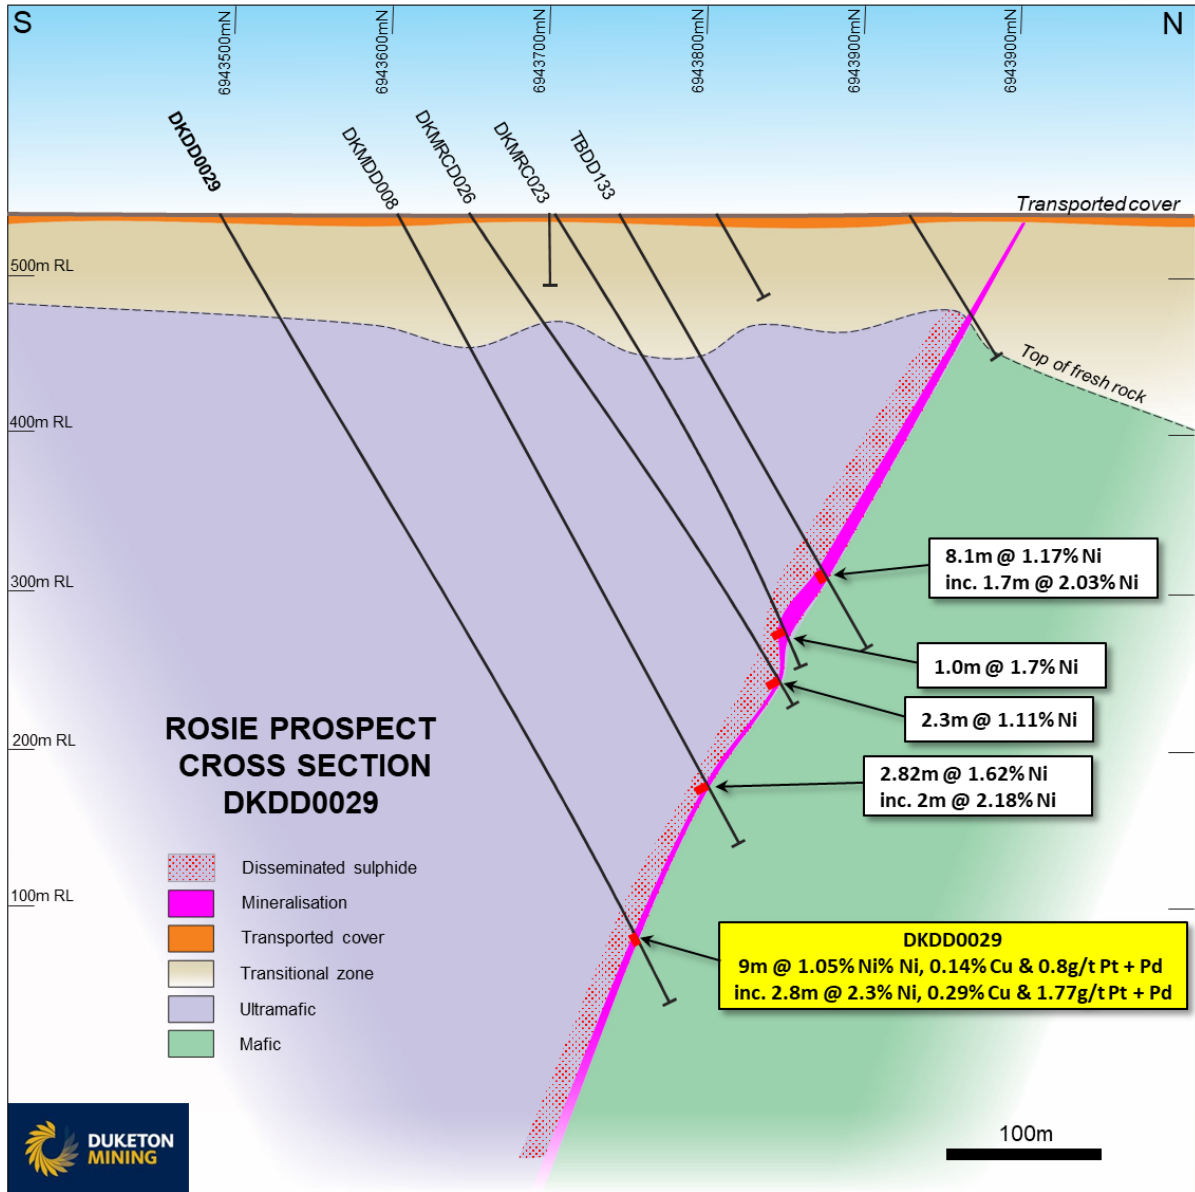 S
N
6943500mN
6943600mN
6943700mN
6943800mN
6943900mN
6943900mN
DKDD0029
DKMDD008
DKMRCD026
DKMRC023
TBDD133
Transported cover
500m RL
Top of fresh rock
400m RL
8.1m @ 1.17% Ni
inc. 1.7m @ 2.03% Ni
300m RL
1.0m @ 1.7% Ni
2.3m @ 1.11% Ni
ROSIE PROSPECT
CROSS SECTION
DKDD0029
200m RL
2.82m @ 1.62% Ni
inc. 2m @ 2.18% Ni
Disseminated sulphide
Mineralisation
Transported cover
Transitional zone
Ultramafic
Mafic
100m RL
DKDD0029
9m @ 1.05% Ni% Ni, 0.14% Cu & 0.8g/t Pt + Pd
inc. 2.8m @ 2.3% Ni, 0.29% Cu & 1.77g/t Pt + Pd
DUKETON
MINING
100m